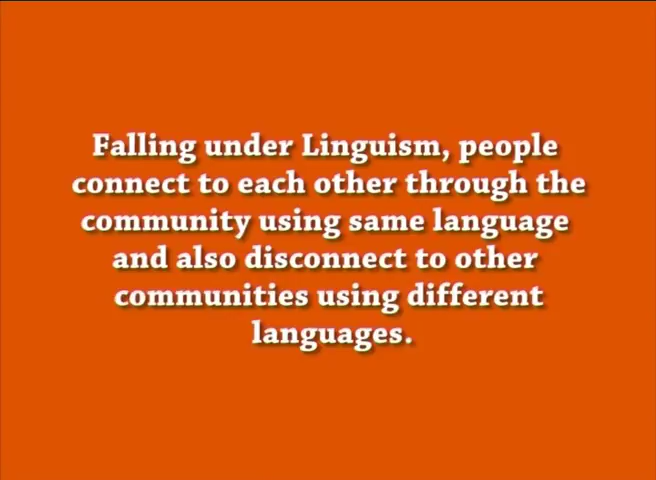 Falling under Linguism, people
connect to each other through the
community using same language
and also disconnect to other
communities using different
languages.